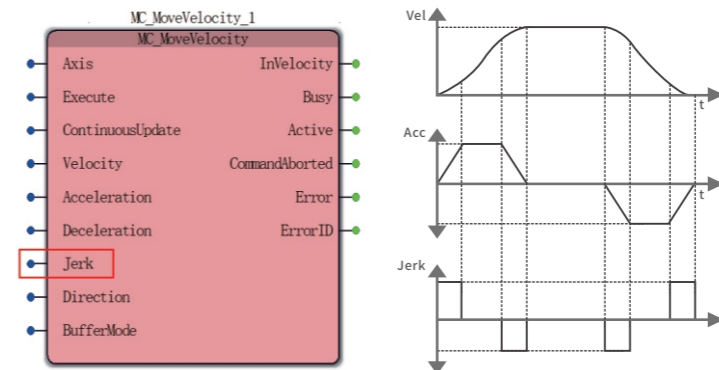 MC_MoveVelocity_1
MC_MoveVelocity
Axis
InVelocity
Execute
Busy
ContinuousUpdate
Active
Velocity
CommandAborted
Acceleration
Error
Deceleration
ErrorID
Jerk
Direction
BufferMode
Vel
t
Acc
t
Jerk